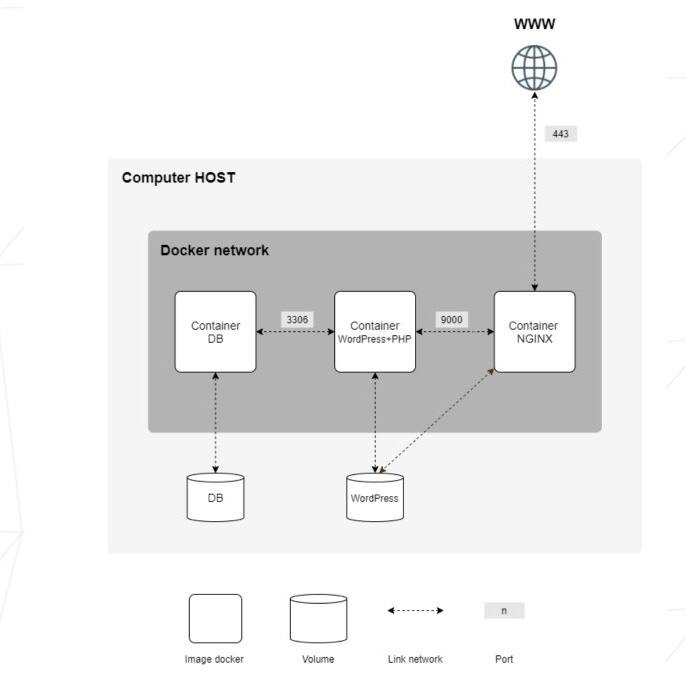 WWW
443
Computer HOST
Docker network
Container
DB
3306
Container
WordPress+PHP
9000
Container
NGINX
DB
WordPress
n
Image docker
Volume
Link network
Port